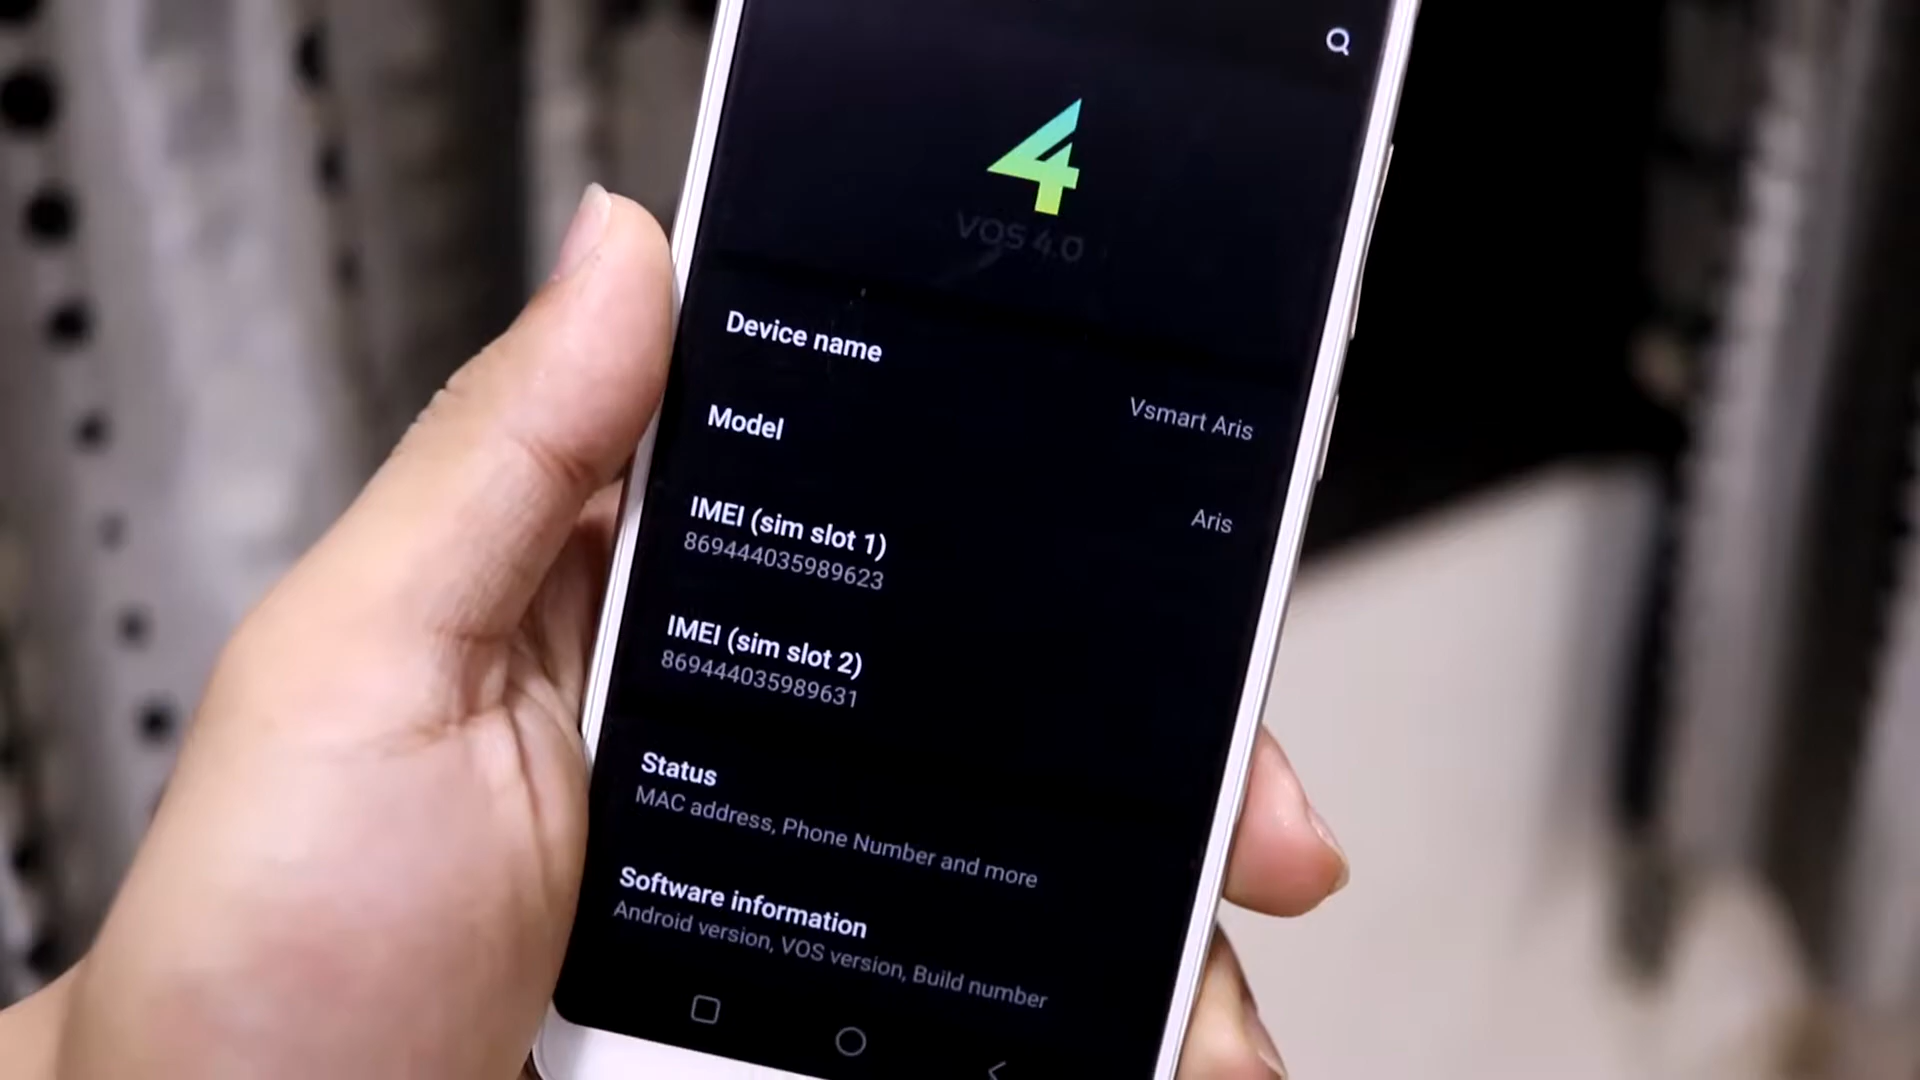 4
VOS 4.0
Device name
Vsmart Aris
Model
Aris
IMEI (sim slot 1)
869444035989623
IMEI (sim slot 2)
869444035989631
Status
MAC address, Phone Number and more
Software information
Android version, VOS version, Build number